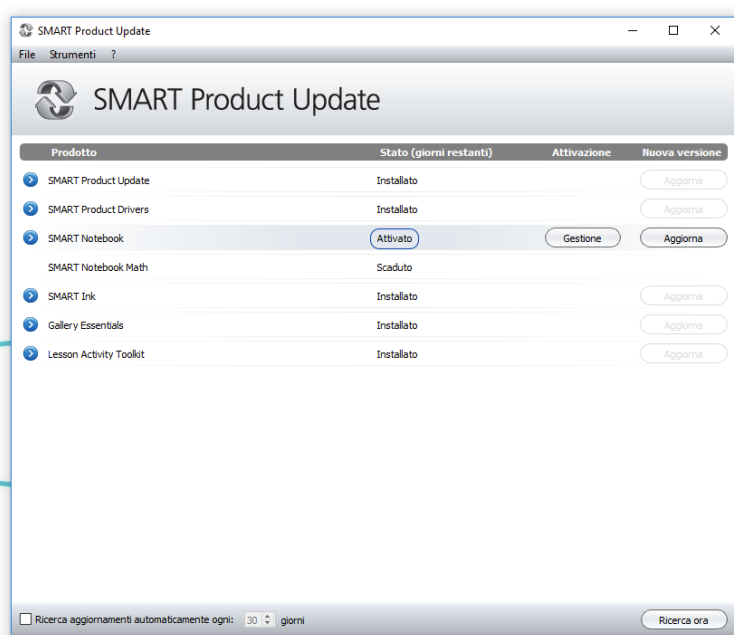 SMART Product Update
File Strumenti ?
SMART Product Update
Prodotto Stato (giorni restanti) Attivazione Nuova versione
SMART Product Update Installato Aggiorna
SMART Product Drivers Installato Aggiorna
SMART Notebook Attivato Gestione Aggiorna
SMART Notebook Math Scaduto
SMART Ink Installato Aggiorna
Gallery Essentials Installato Aggiorna
Lesson Activity Toolkit Installato Aggiorna
Ricerca aggiornamenti automaticamente ogni: 30 giorni Ricerca ora